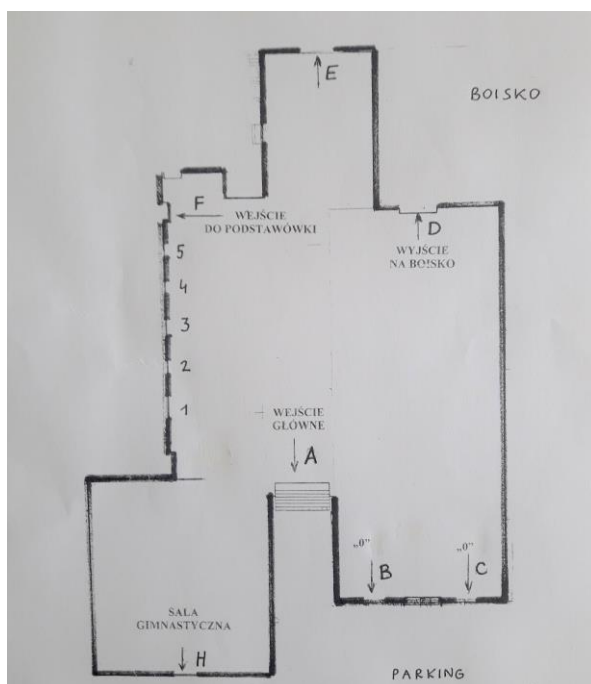 E
BOISKO
F
WEJŚCIE
DO PODSTAWÓWKI
D
WYJŚCIE
NA BOISKO
5
4
3
2
1
WEJŚCIE
GŁÓWNE
A
„0”
B
„0”
C
SALA
GIMNASTYCZNA
H
PARKING